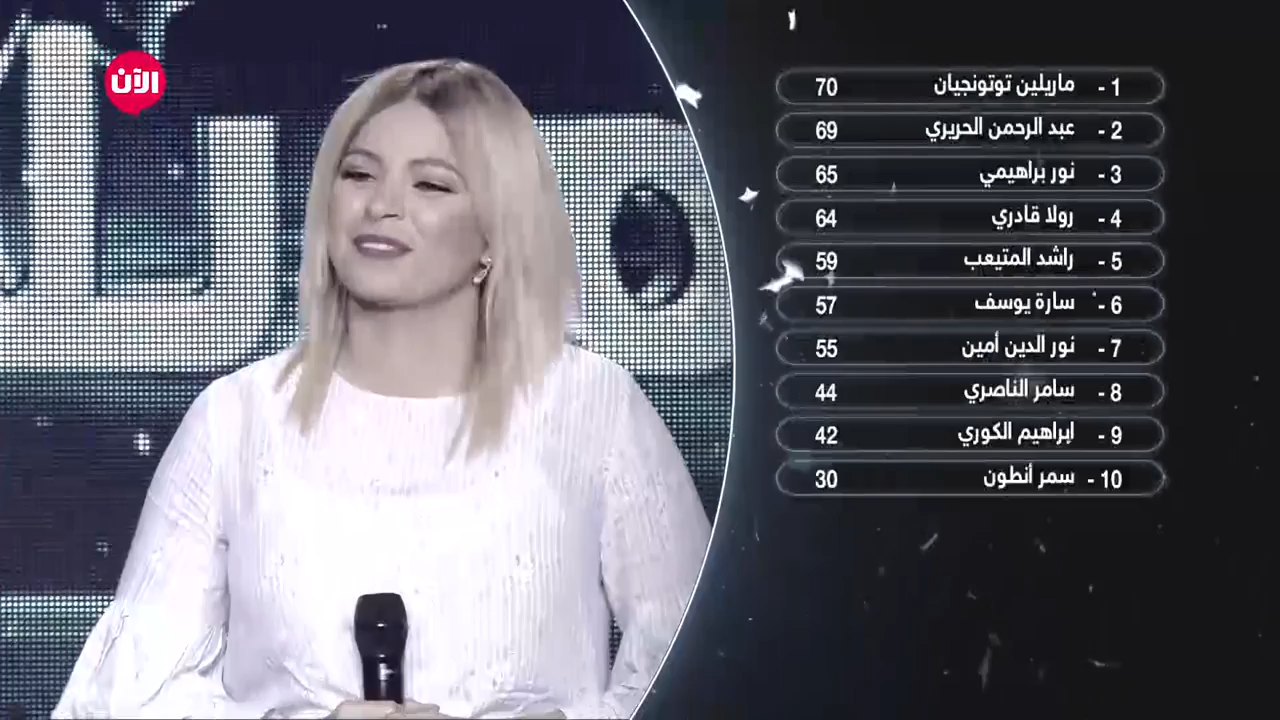 الآن
1 - ماريلين توتونجيان 70
2 - عبد الرحمن الحريري 69
3 - نور براهيمي 65
4 - رولا قادري 64
5 - راشد المتيعب 59
6 - سارة يوسف 57
7 - نور الدين أمين 55
8 - سامر الناصري 44
9 - إبراهيم الكوري 42
10 - سمر أنطون 30